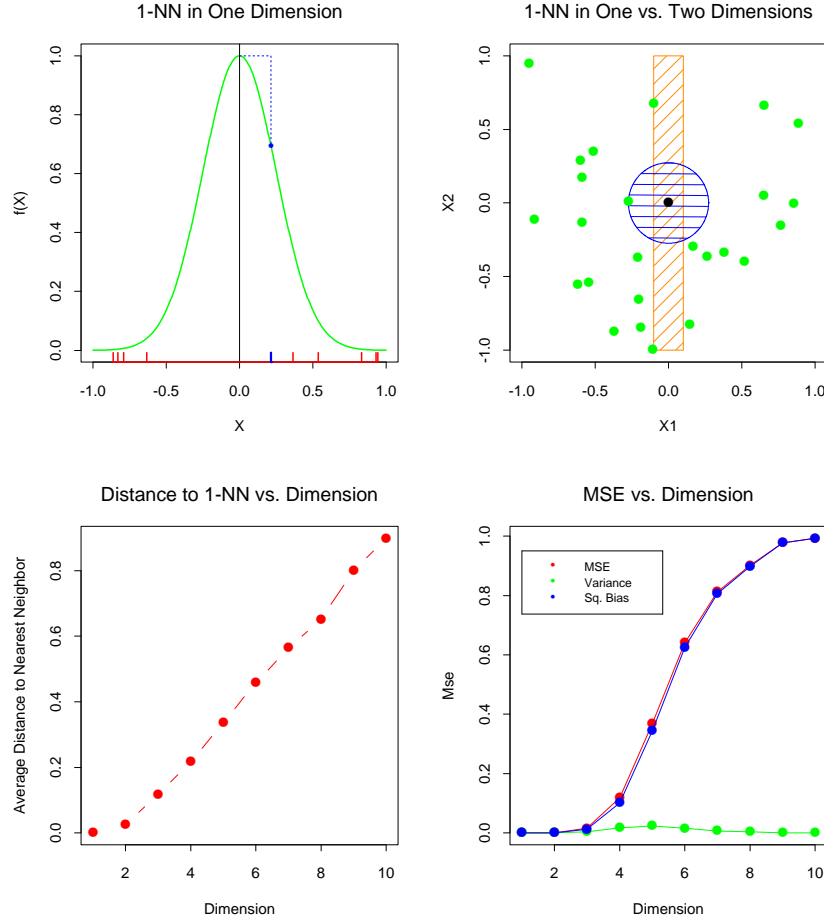 1-NN in One Dimension
f(X)
1.0
0.8
0.6
0.4
0.2
0.0
-1.0 -0.5 0.0 0.5 1.0
X
1-NN in One vs. Two Dimensions
X2
1.0
0.5
0.0
-0.5
-1.0
-1.0 -0.5 0.0 0.5 1.0
X1
Distance to 1-NN vs. Dimension
Average Distance to Nearest Neighbor
0.8
0.6
0.4
0.2
0.0
2 4 6 8 10
Dimension
MSE vs. Dimension
Mse
1.0
0.8
0.6
0.4
0.2
0.0
MSE
Variance
Sq. Bias
2 4 6 8 10
Dimension